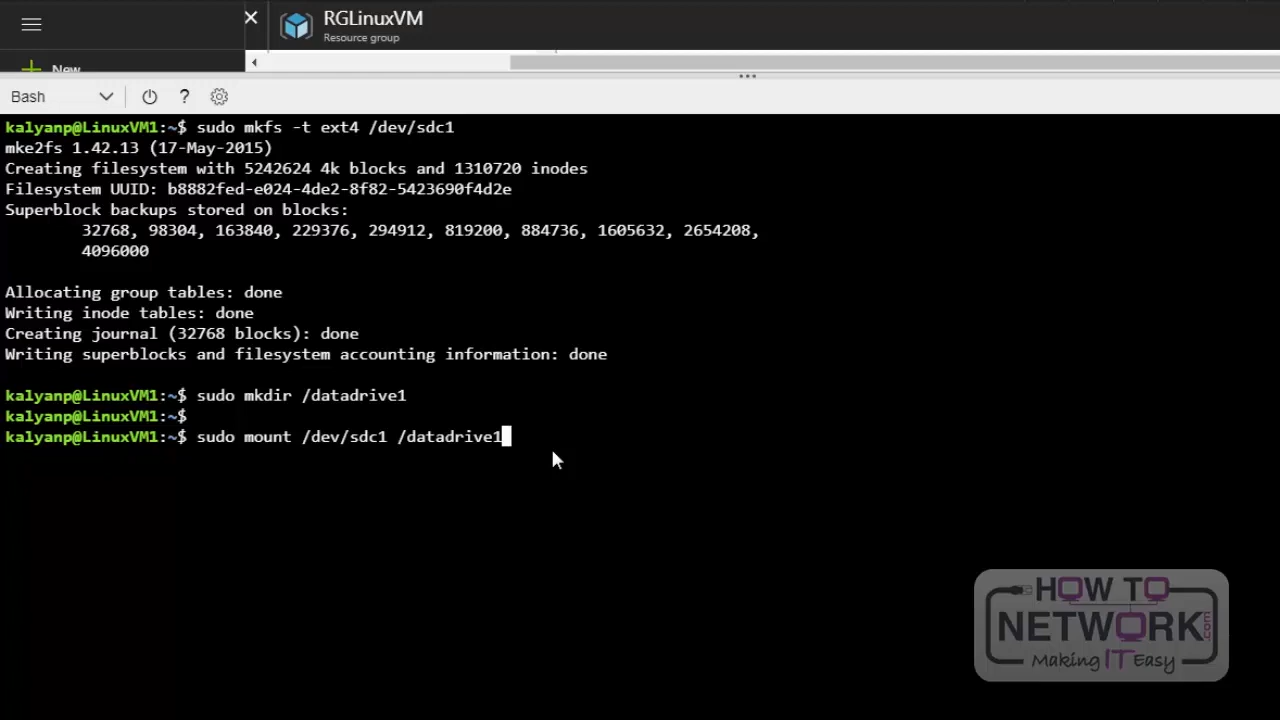 RGLinuxVM
Resource group
New
Bash
?
kalyanp@LinuxVM1:~$ sudo mkfs -t ext4 /dev/sdc1
mke2fs 1.42.13 (17-May-2015)
Creating filesystem with 5242624 4k blocks and 1310720 inodes
Filesystem UUID: b8882fed-e024-4de2-8f82-5423690f4d2e
Superblock backups stored on blocks:
32768, 98304, 163840, 229376, 294912, 819200, 884736, 1605632, 2654208,
4096000
Allocating group tables: done
Writing inode tables: done
Creating journal (32768 blocks): done
Writing superblocks and filesystem accounting information: done
kalyanp@LinuxVM1:~$ sudo mkdir /datadrive1
kalyanp@LinuxVM1:~$
kalyanp@LinuxVM1:~$ sudo mount /dev/sdc1 /datadrive1
HOW TO
NETWORK.com
Making IT Easy